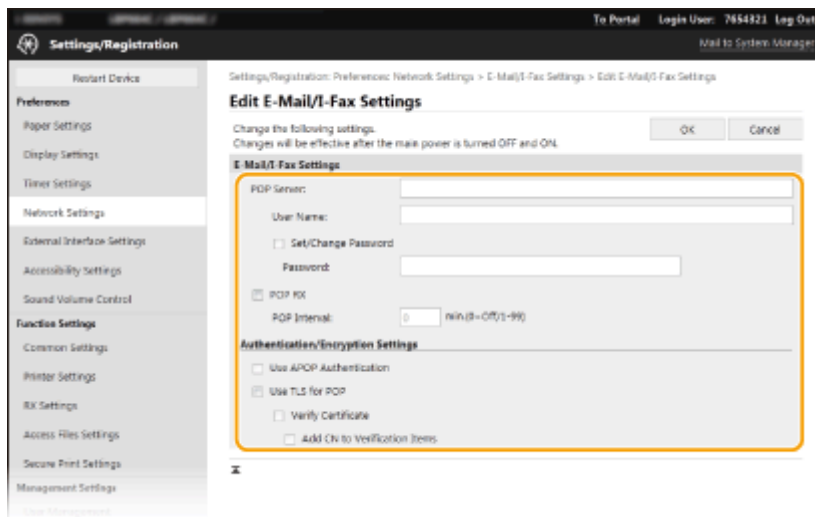 To Portal Login User: 7654321 Log Out
Settings/Registration
Mail to System Manager
Restart Device
Preferences
Paper Settings
Display Settings
Timer Settings
Network Settings
External Interface Settings
Accessibility Settings
Sound Volume Control
Function Settings
Common Settings
Printer Settings
RX Settings
Access Files Settings
Secure Print Settings
Management Settings
User Management
Settings/Registration: Preferences: Network Settings > E-Mail/I-Fax Settings > Edit E-Mail/I-Fax Settings
Edit E-Mail/I-Fax Settings
Change the following settings.
Changes will be effective after the main power is turned OFF and ON.
OK Cancel
E-Mail/I-Fax Settings
POP Server:
User Name:
Set/Change Password
Password:
POP RX
POP Interval: 0 min.(0=Off/1-99)
Authentication/Encryption Settings
Use APOP Authentication
Use TLS for POP
Verify Certificate
Add CN to Verification Items